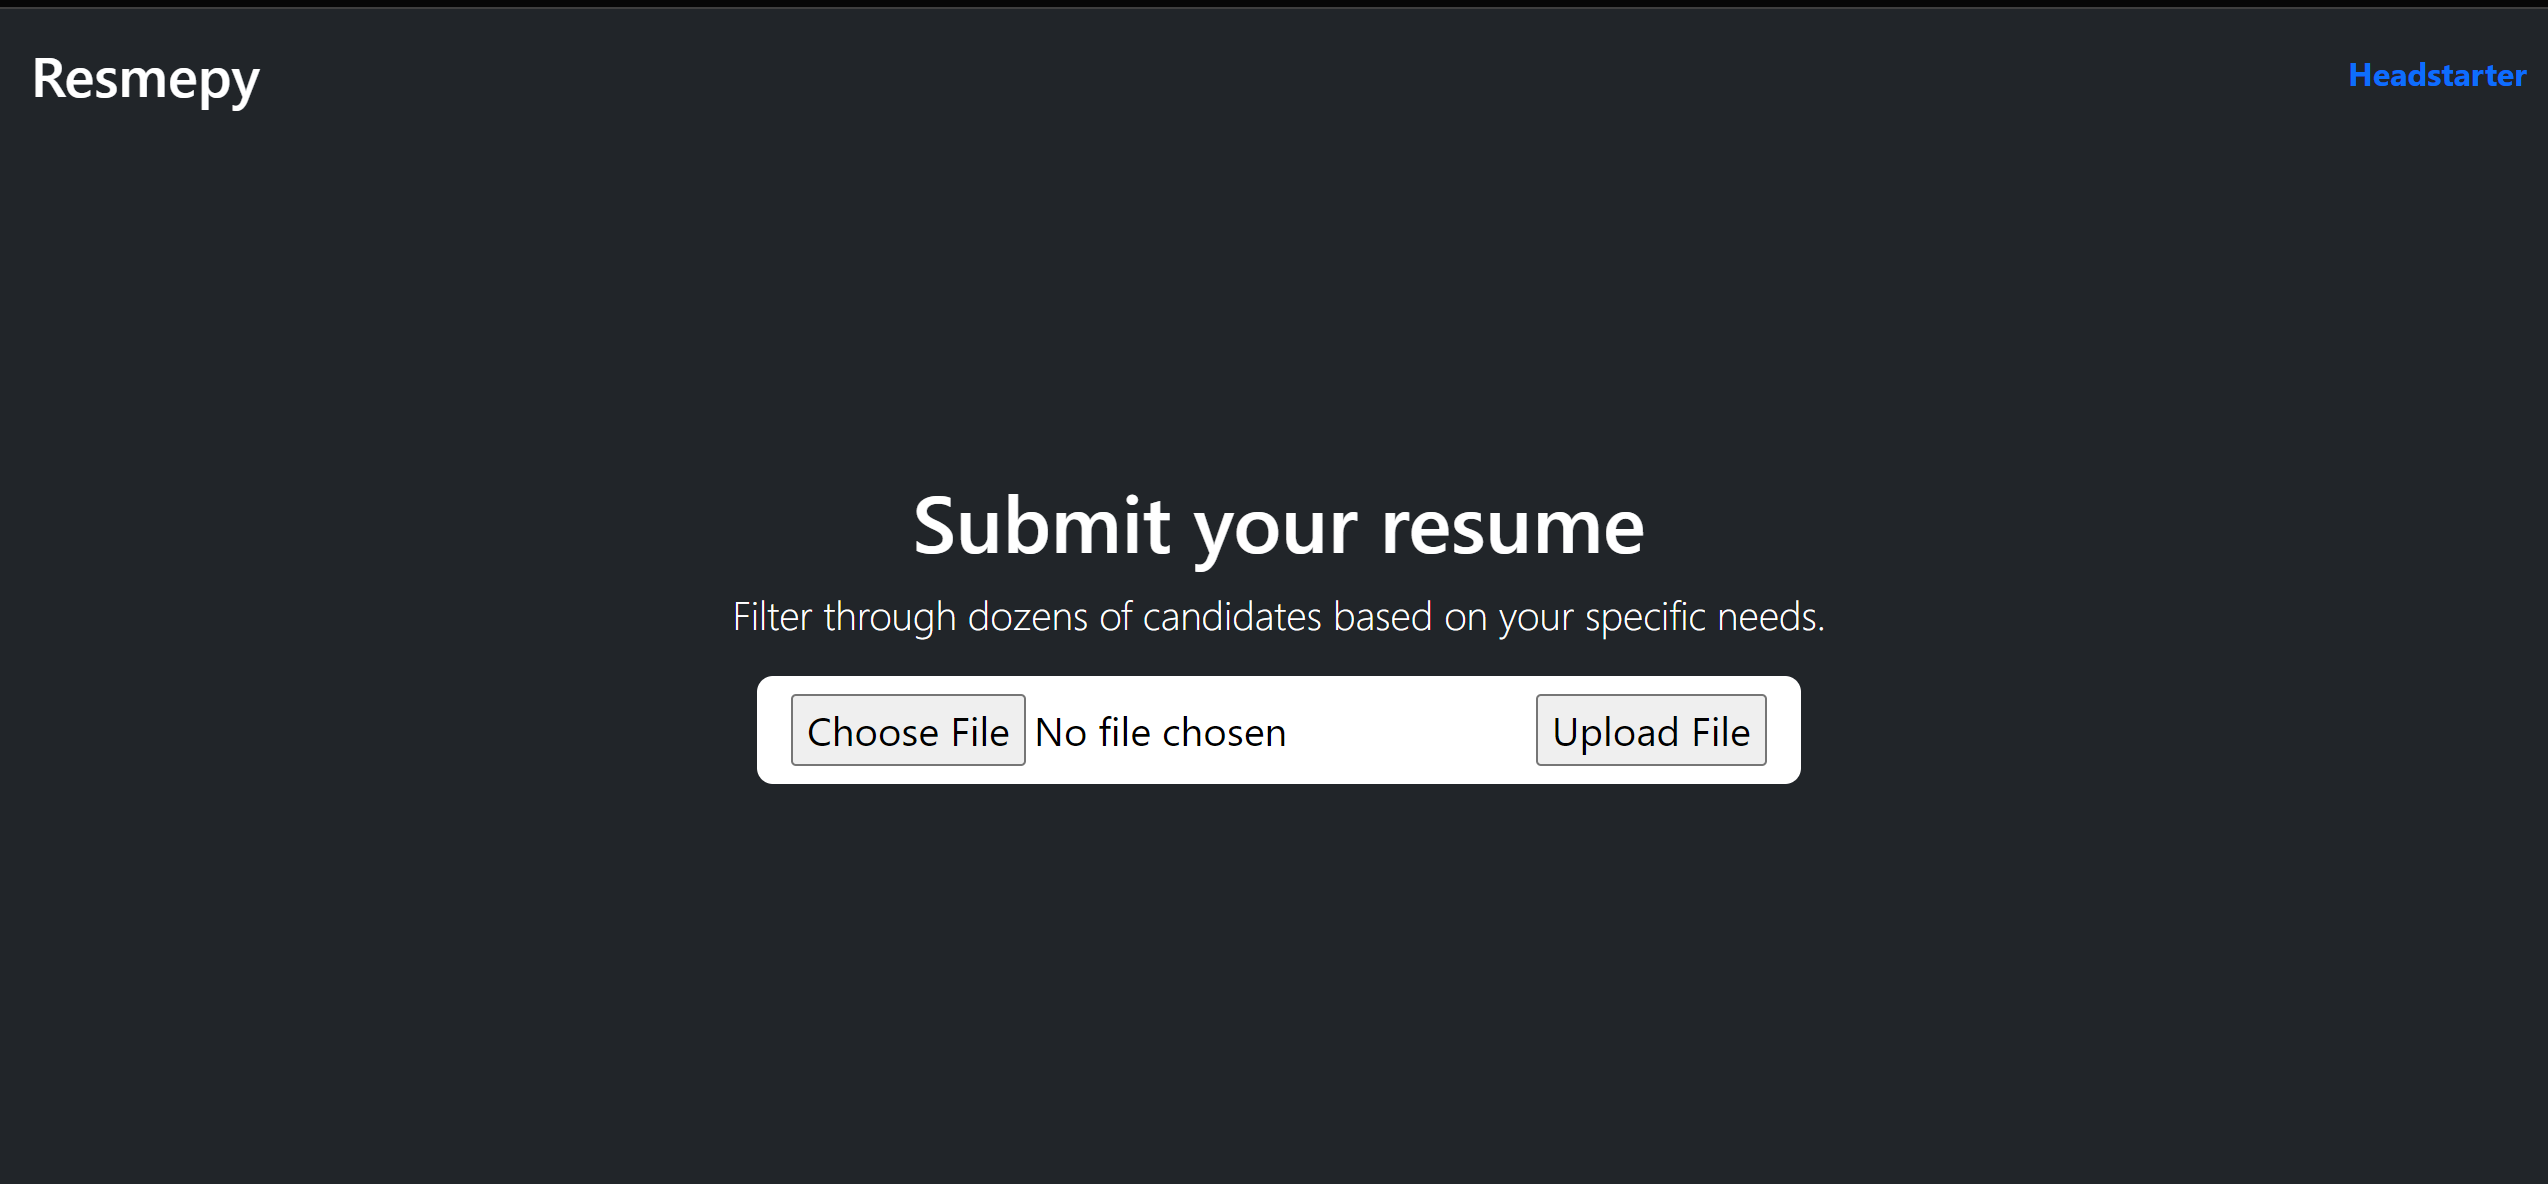 Resmepy
Headstarter
Submit your resume
Filter through dozens of candidates based on your specific needs.
Choose File No file chosen Upload File